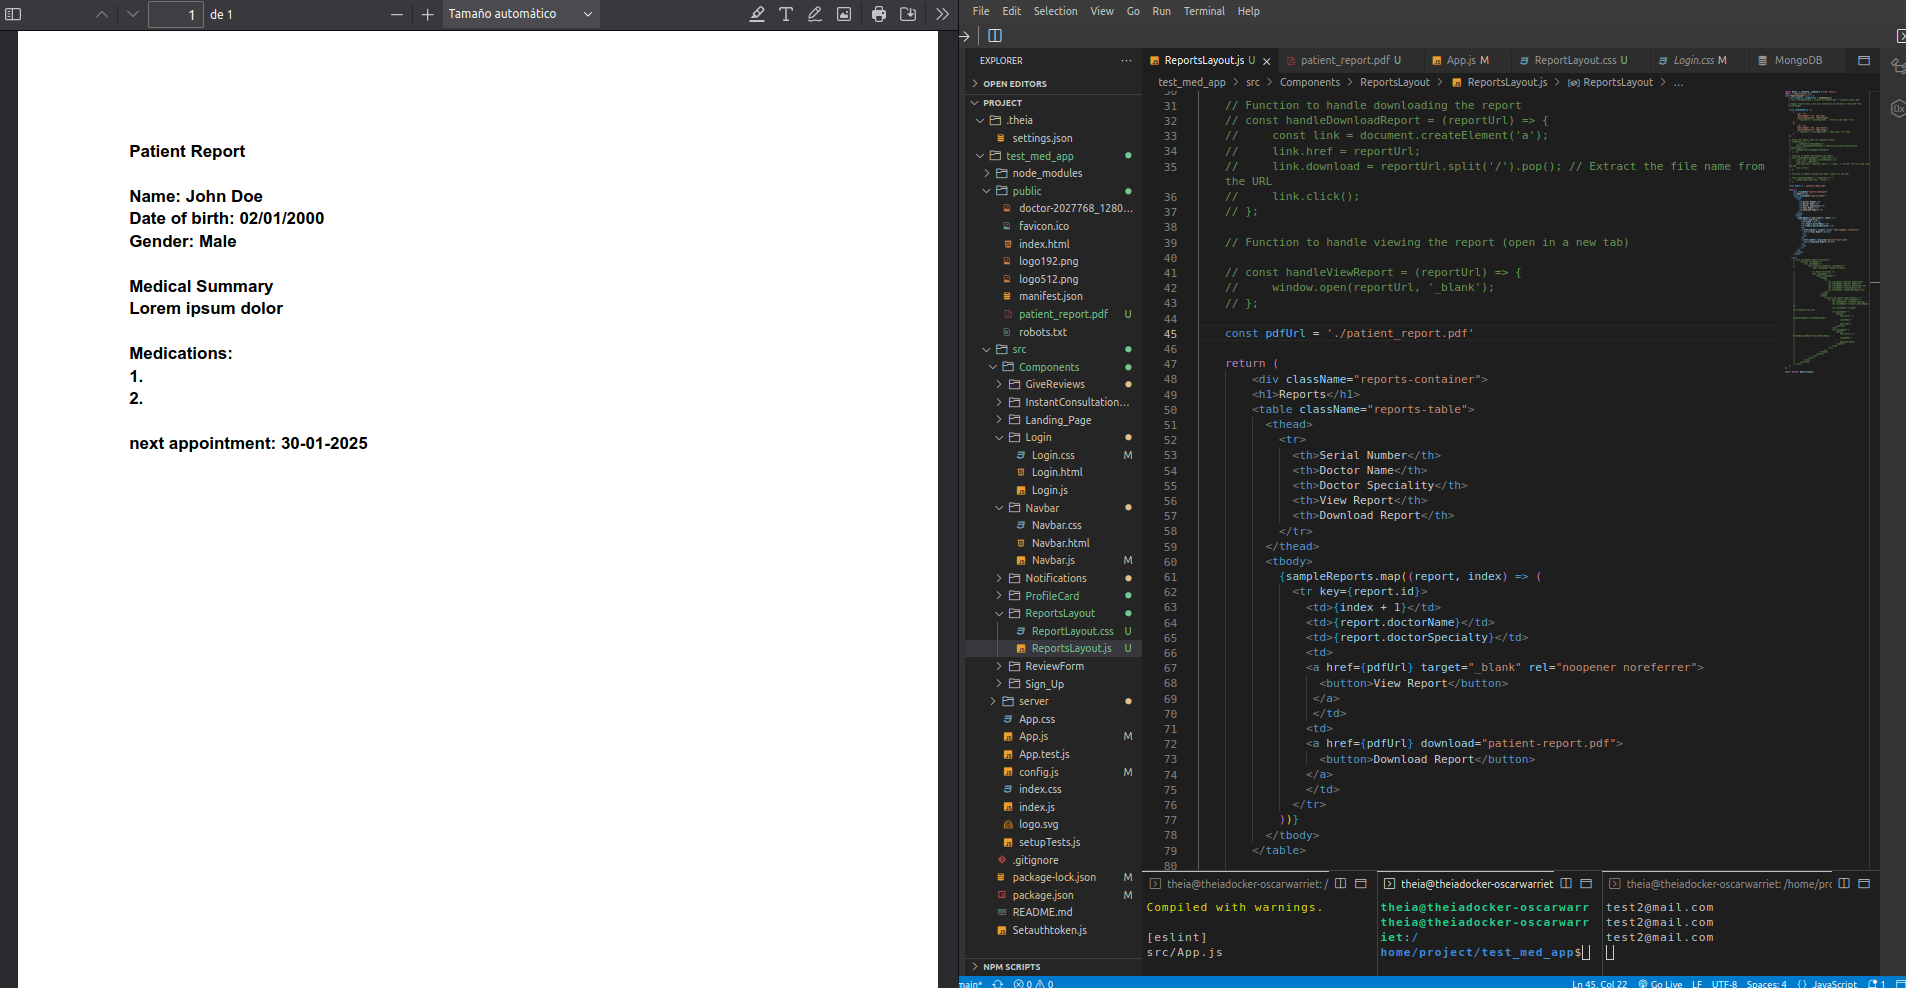 1 de 1
Tamaño automático
Patient Report
Name: John Doe
Date of birth: 02/01/2000
Gender: Male
Medical Summary
Lorem ipsum dolor
Medications:
1.
2.
next appointment: 30-01-2025
File Edit Selection View Go Run Terminal Help
EXPLORER
OPEN EDITORS
PROJECT
.theia
settings.json
test_med_app
node_modules
public
doctor-2027768_1280...
favicon.ico
index.html
logo192.png
logo512.png
manifest.json
patient_report.pdf U
robots.txt
src
Components
GiveReviews
InstantConsultation...
Landing_Page
Login
Login.css M
Login.html
Login.js
Navbar
Navbar.css
Navbar.html
Navbar.js M
Notifications
ProfileCard
ReportsLayout
ReportLayout.css U
ReportsLayout.js U
ReviewForm
Sign_Up
server
App.css
App.js M
App.test.js
config.js M
index.css
index.js
logo.svg
setupTests.js
.gitignore
package-lock.json M
package.json M
README.md
Setauthtoken.js
NPM SCRIPTS
ReportsLayout.js U patient_report.pdf U App.js M ReportLayout.css U Login.css M MongoDB
test_med_app > src > Components > ReportsLayout > ReportsLayout.js > ReportsLayout > ...
30
31 // Function to handle downloading the report
32 // const handleDownloadReport = (reportUrl) => {
33 //     const link = document.createElement('a');
34 //     link.href = reportUrl;
35 //     link.download = reportUrl.split('/').pop(); // Extract the file name from
the URL
36 //     link.click();
37 // };
38
39 // Function to handle viewing the report (open in a new tab)
40
41 // const handleViewReport = (reportUrl) => {
42 //     window.open(reportUrl, '_blank');
43 // };
44
45 const pdfUrl = './patient_report.pdf'
46
47 return (
48 <div className="reports-container">
49 <h1>Reports</h1>
50 <table className="reports-table">
51 <thead>
52 <tr>
53 <th>Serial Number</th>
54 <th>Doctor Name</th>
55 <th>Doctor Speciality</th>
56 <th>View Report</th>
57 <th>Download Report</th>
58 </tr>
59 </thead>
60 <tbody>
61 {sampleReports.map((report, index) => (
62 <tr key={report.id}>
63 <td>{index + 1}</td>
64 <td>{report.doctorName}</td>
65 <td>{report.doctorSpecialty}</td>
66 <td>
67 <a href={pdfUrl} target="_blank" rel="noopener noreferrer">
68 <button>View Report</button>
69 </a>
70 </td>
71 <td>
72 <a href={pdfUrl} download="patient-report.pdf">
73 <button>Download Report</button>
74 </a>
75 </td>
76 </tr>
77 ))}
78 </tbody>
79 </table>
80
theia@theiadocker-oscarwarriet: /
Compiled with warnings.
[eslint]
src/App.js
theia@theiadocker-oscarwarriet
theia@theiadocker-oscarwarr
theia@theiadocker-oscarwarr
iet:/
home/project/test_med_app$
theia@theiadocker-oscarwarriet: /home/prc
test2@mail.com
test2@mail.com
test2@mail.com
main* 0 0 Ln 45, Col 22 Go Live LF UTF-8 Spaces: 4 {} JavaScript 1